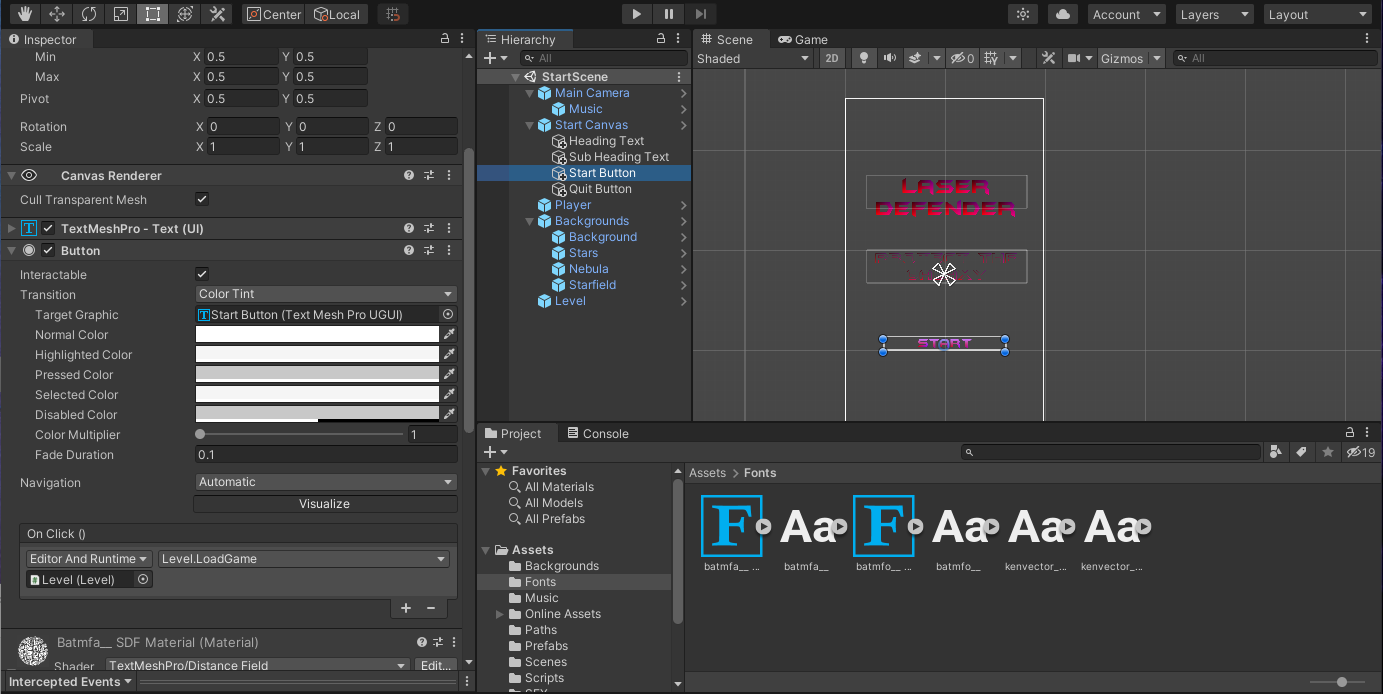 Center
Local
Account
Layers
Layout
Inspector
Min
X 0.5
Y 0.5
Max
X 0.5
Y 0.5
Pivot
X 0.5
Y 0.5
Rotation
X 0
Y 0
Z 0
Scale
X 1
Y 1
Z 1
Canvas Renderer
Cull Transparent Mesh
TextMeshPro - Text (UI)
Button
Interactable
Transition
Color Tint
Target Graphic
Start Button (Text Mesh Pro UGUI)
Normal Color
Highlighted Color
Pressed Color
Selected Color
Disabled Color
Color Multiplier
1
Fade Duration
0.1
Navigation
Automatic
Visualize
On Click ()
Editor And Runtime
Level.LoadGame
Level (Level)
Batmfa__ SDF Material (Material)
Shader
TextMeshPro/Distance Field
Edit...
Intercepted Events
Hierarchy
All
StartScene
Main Camera
Music
Start Canvas
Heading Text
Sub Heading Text
Start Button
Quit Button
Player
Backgrounds
Background
Stars
Nebula
Starfield
Level
Scene
Game
Shaded
2D
0
Gizmos
All
LASER
DEFENDER
START
Project
Console
19
Favorites
All Materials
All Models
All Prefabs
Assets
Backgrounds
Fonts
Music
Online Assets
Paths
Prefabs
Scenes
Scripts
Assets > Fonts
F
Aa
F
Aa
Aa
Aa
batmfa__ ...
batmfa__
batmfo__ ...
batmfo__
kenvector_...
kenvector_...